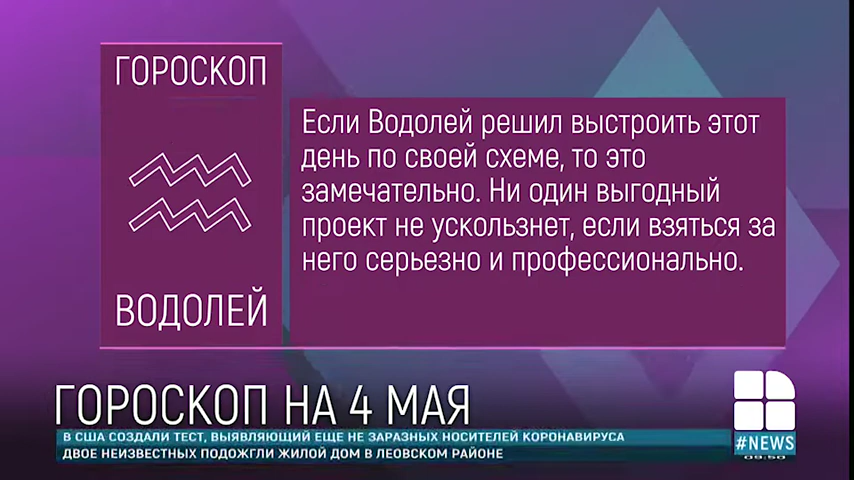 ГОРОСКОП
ВОДОЛЕЙ
Если Водолей решил выстроить этот
день по своей схеме, то это
замечательно. Ни один выгодный
проект не ускользнет, если взяться за
него серьезно и профессионально.
ГОРОСКОП НА 4 МАЯ
В США СОЗДАЛИ ТЕСТ, ВЫЯВЛЯЮЩИЙ ЕЩЕ НЕ ЗАРАЗНЫХ НОСИТЕЛЕЙ КОРОНАВИРУСА
ДВОЕ НЕИЗВЕСТНЫХ ПОДОЖГЛИ ЖИЛОЙ ДОМ В ЛЕОВСКОМ РАЙОНЕ
#NEWS